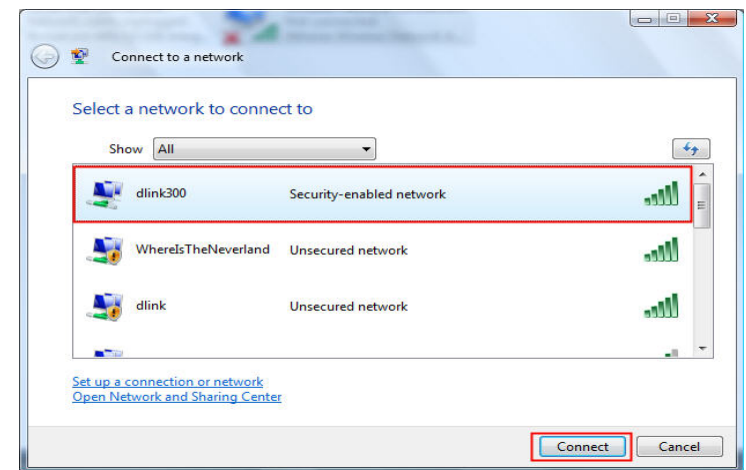 Connect to a network
Select a network to connect to
Show All
dlink300 Security-enabled network
WhereIsTheNeverland Unsecured network
dlink Unsecured network
Set up a connection or network
Open Network and Sharing Center
Connect Cancel